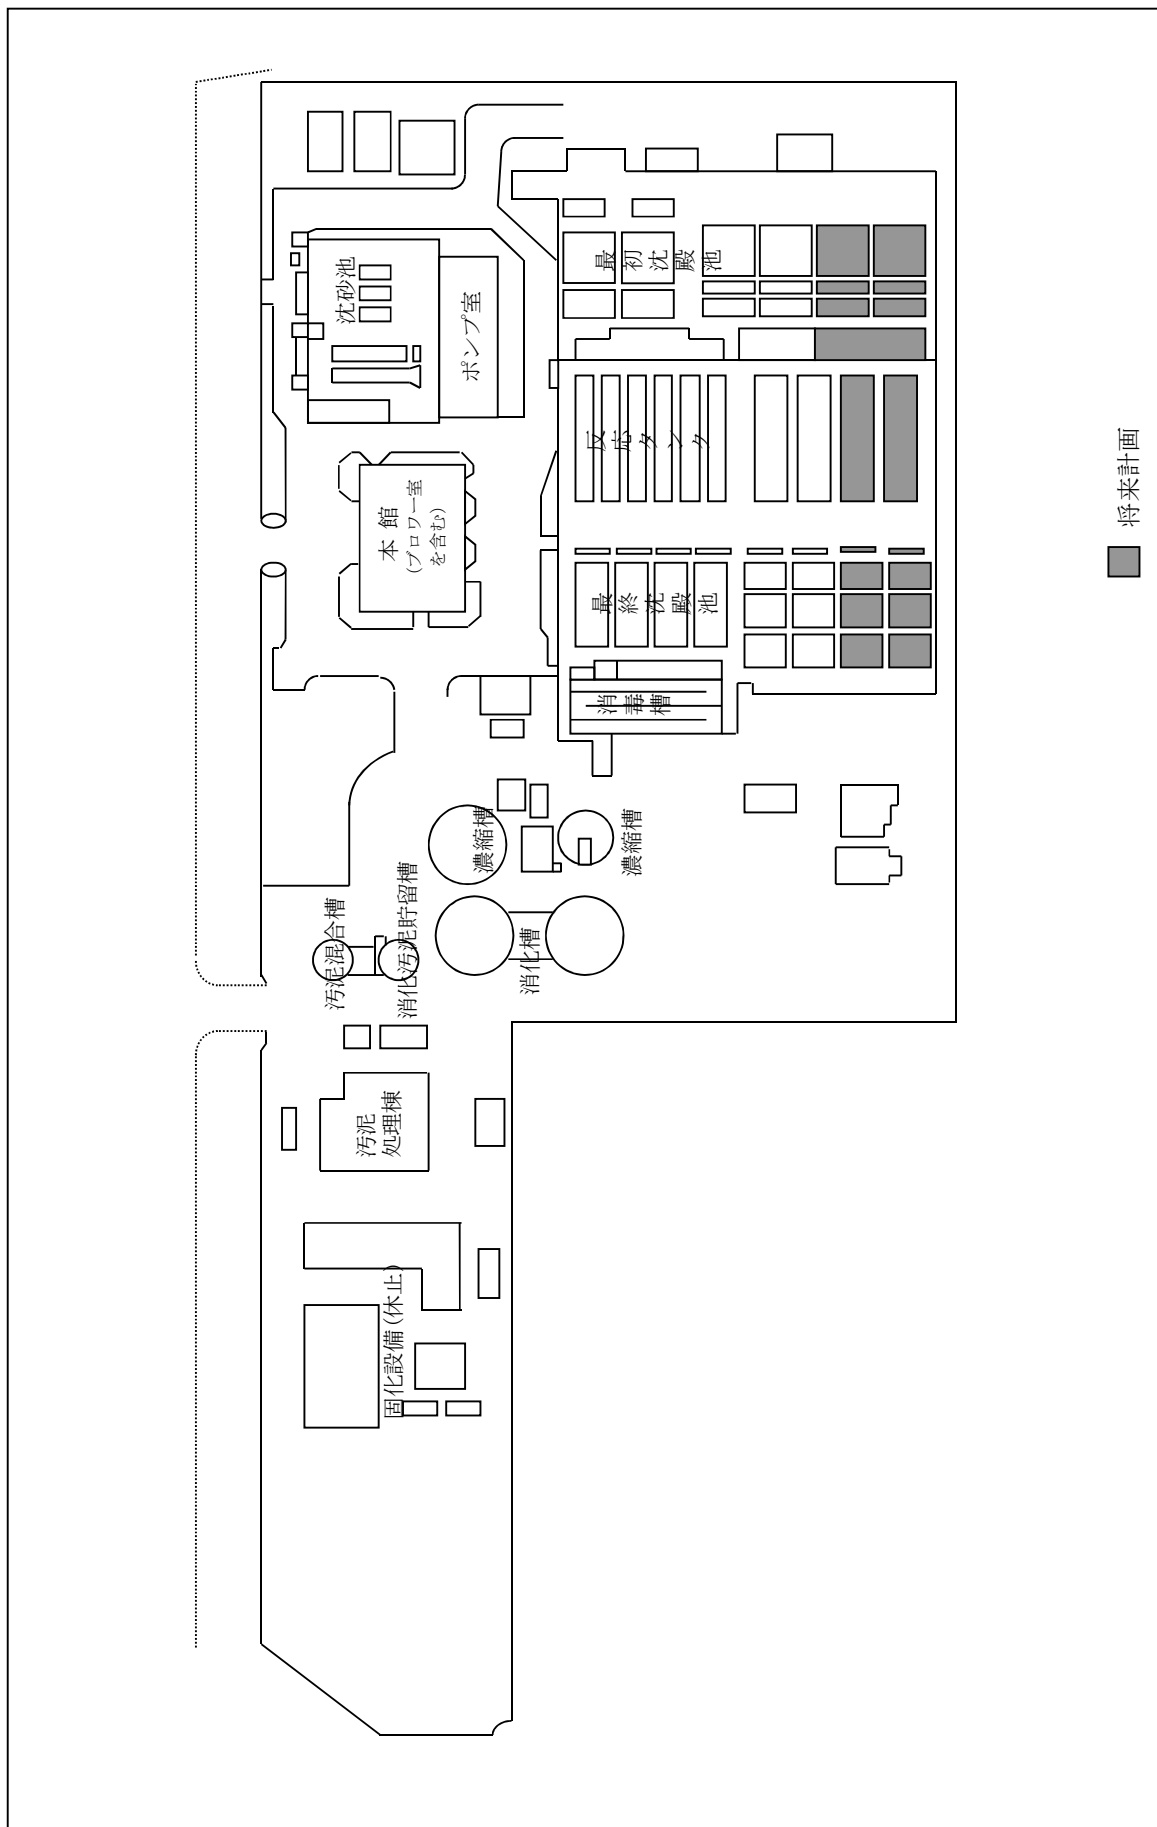 沈砂池
ポンプ室
最初沈殿池
反応タンク
本 館
(ブロワー室
を含む)
最終沈殿池
消毒槽
濃縮槽
濃縮槽
消化槽
消化汚泥貯留槽
汚泥混合槽
汚泥
処理棟
固化設備(休止)
将来計画